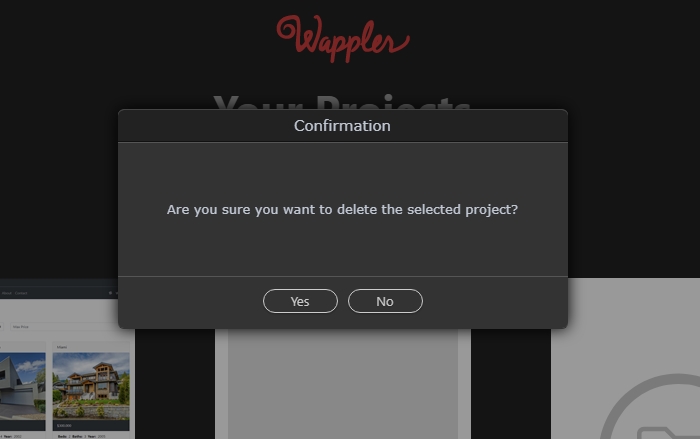 Wappler
Your Projects
Confirmation
Are you sure you want to delete the selected project?
Yes
No